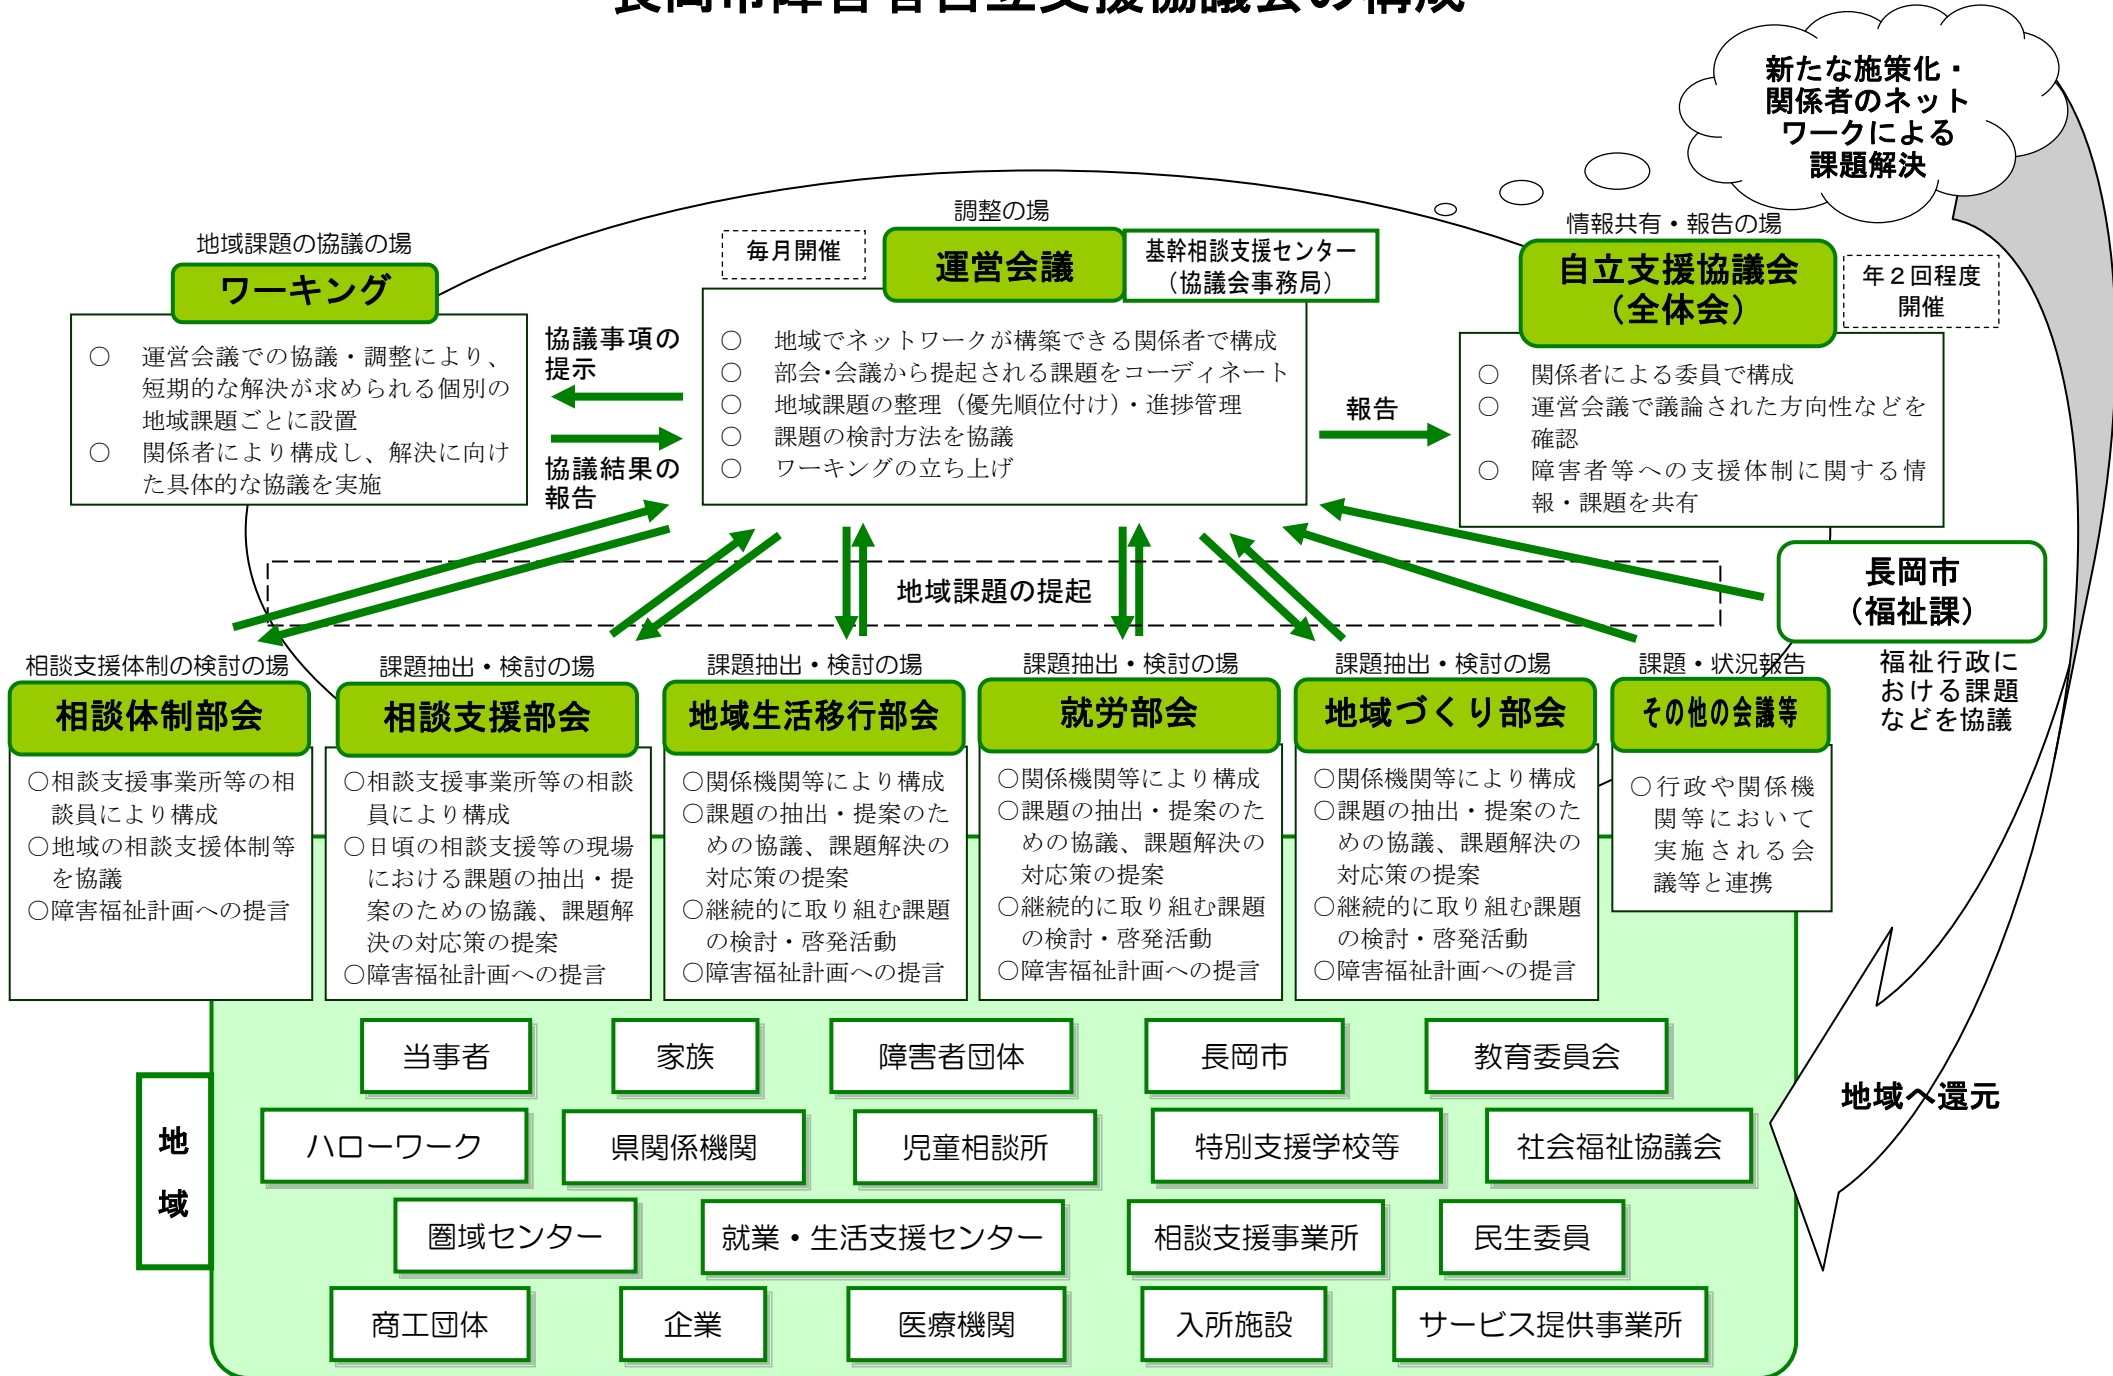 長岡市障害者自立支援協議会の構成
新たな施策化・
関係者のネット
ワークによる
課題解決
地域課題の協議の場
ワーキング
○ 運営会議での協議・調整により、
短期的な解決が求められる個別の
地域課題ごとに設置
○ 関係者により構成し、解決に向け
た具体的な協議を実施
協議事項の
提示
協議結果の
報告
調整の場
毎月開催
運営会議
基幹相談支援センター
（協議会事務局）
○ 地域でネットワークが構築できる関係者で構成
○ 部会・会議から提起される課題をコーディネート
○ 地域課題の整理（優先順位付け）・進捗管理
○ 課題の検討方法を協議
○ ワーキングの立ち上げ
報告
情報共有・報告の場
自立支援協議会
（全体会）
年２回程度
開催
○ 関係者による委員で構成
○ 運営会議で議論された方向性などを
確認
○ 障害者等への支援体制に関する情
報・課題を共有
地域課題の提起
長岡市
（福祉課）
福祉行政に
おける課題
などを協議
相談支援体制の検討の場
相談体制部会
○相談支援事業所等の相
談員により構成
○地域の相談支援体制等
を協議
○障害福祉計画への提言
課題抽出・検討の場
相談支援部会
○相談支援事業所等の相談
員により構成
○日頃の相談支援等の現場
における課題の抽出・提
案のための協議、課題解
決の対応策の提案
○障害福祉計画への提言
課題抽出・検討の場
地域生活移行部会
○関係機関等により構成
○課題の抽出・提案のた
めの協議、課題解決の
対応策の提案
○継続的に取り組む課題
の検討・啓発活動
○障害福祉計画への提言
課題抽出・検討の場
就労部会
○関係機関等により構成
○課題の抽出・提案のた
めの協議、課題解決の
対応策の提案
○継続的に取り組む課題
の検討・啓発活動
○障害福祉計画への提言
課題抽出・検討の場
地域づくり部会
○関係機関等により構成
○課題の抽出・提案のた
めの協議、課題解決の
対応策の提案
○継続的に取り組む課題
の検討・啓発活動
○障害福祉計画への提言
課題・状況報告
その他の会議等
○行政や関係機
関等において
実施される会
議等と連携
地域
当事者
家族
障害者団体
長岡市
教育委員会
ハローワーク
県関係機関
児童相談所
特別支援学校等
社会福祉協議会
圏域センター
就業・生活支援センター
相談支援事業所
民生委員
商工団体
企業
医療機関
入所施設
サービス提供事業所
地域へ還元